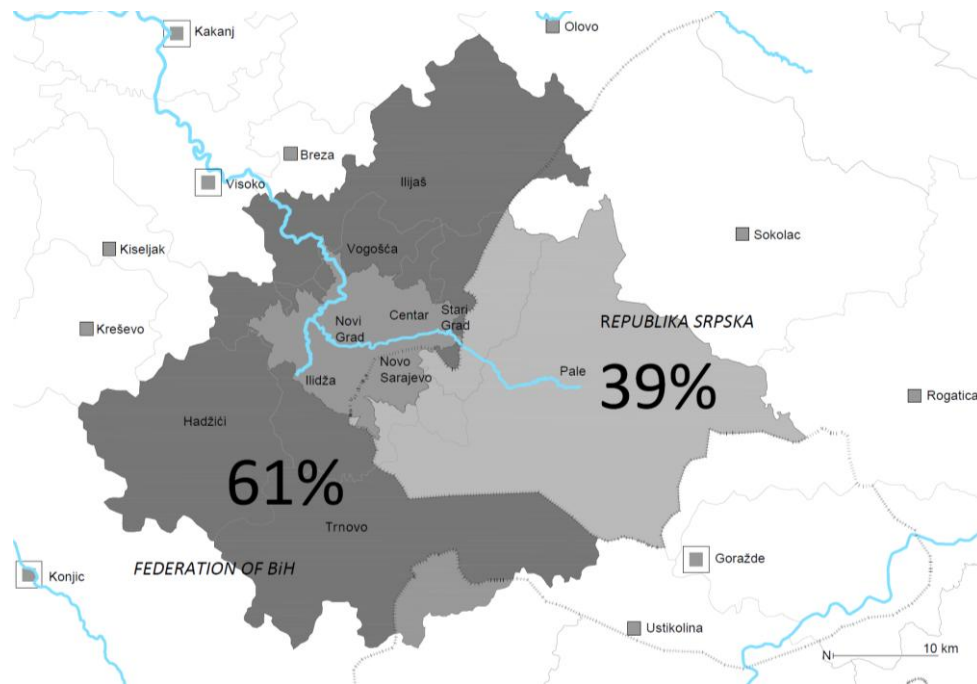 Kakanj
Olovo
Breza
Visoko
Ilijaš
Sokolac
Kiseljak
Vogošća
Kreševo
Novi
Grad
Centar
Stari
Grad
REPUBLIKA SRPSKA
Ilidža
Novo
Sarajevo
Pale
39%
Rogatica
Hadžići
61%
Trnovo
FEDERATION OF BiH
Konjic
Goražde
Ustikolina
N
10 km